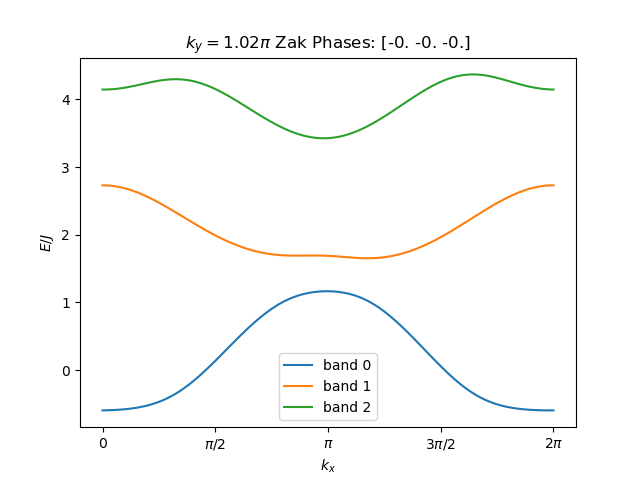 $k_y = 1.02\pi$ Zak Phases: [-0. -0. -0.]
E/J
4
3
2
1
0
band 0
band 1
band 2
0 π/2 π 3π/2 2π
$k_x$